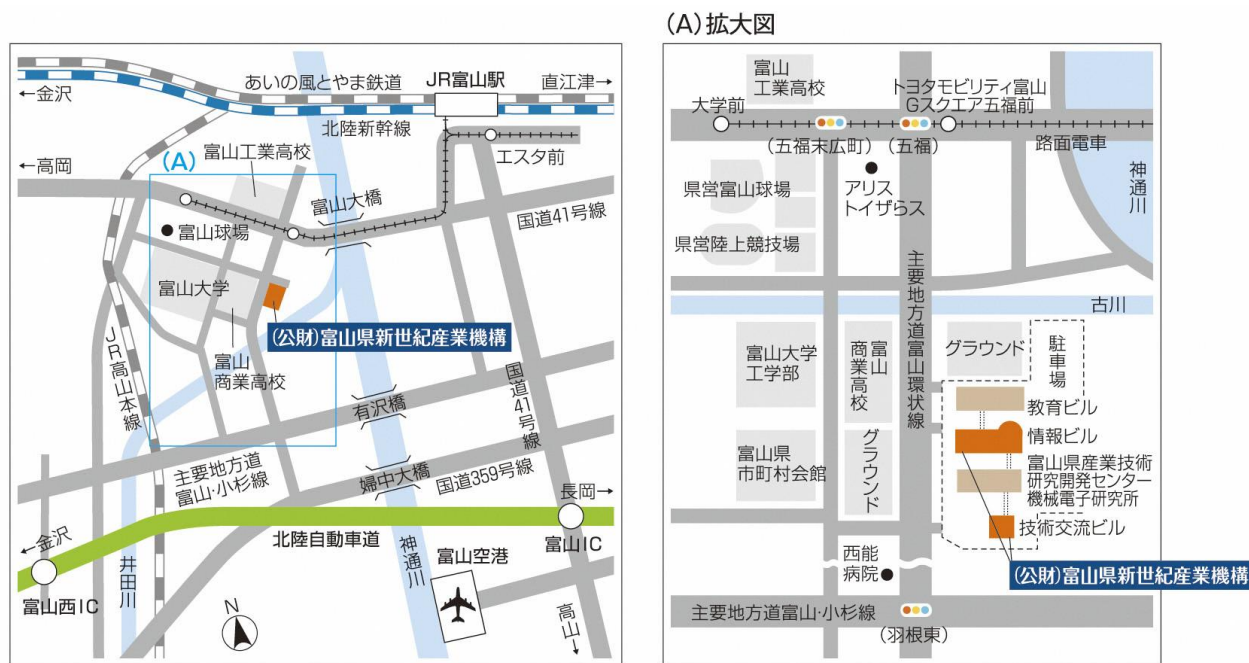 あいの風とやま鉄道
JR富山駅
直江津→
←金沢
北陸新幹線
←高岡
(A)
富山工業高校
エスタ前
富山大橋
国道41号線
富山球場
富山大学
(公財)富山県新世紀産業機構
富山
商業高校
JR高山本線
有沢橋
国道41号線
主要地方道
富山・小杉線
婦中大橋
国道359号線
長岡→
←金沢
北陸自動車道
富山IC
井田川
神通川
富山空港
富山西IC
N
高山→
(A)拡大図
富山
工業高校
トヨタモビリティ富山
Gスクエア五福前
大学前
(五福末広町)
(五福)
路面電車
県営富山球場
アリス
トイザらス
神通川
県営陸上競技場
主要地方道富山環状線
古川
富山大学
工学部
富山
商業高校
グラウンド
駐車場
教育ビル
情報ビル
富山県
市町村会館
グラウンド
富山県産業技術
研究開発センター
機械電子研究所
技術交流ビル
西能
病院
(公財)富山県新世紀産業機構
主要地方道富山・小杉線
(羽根東)